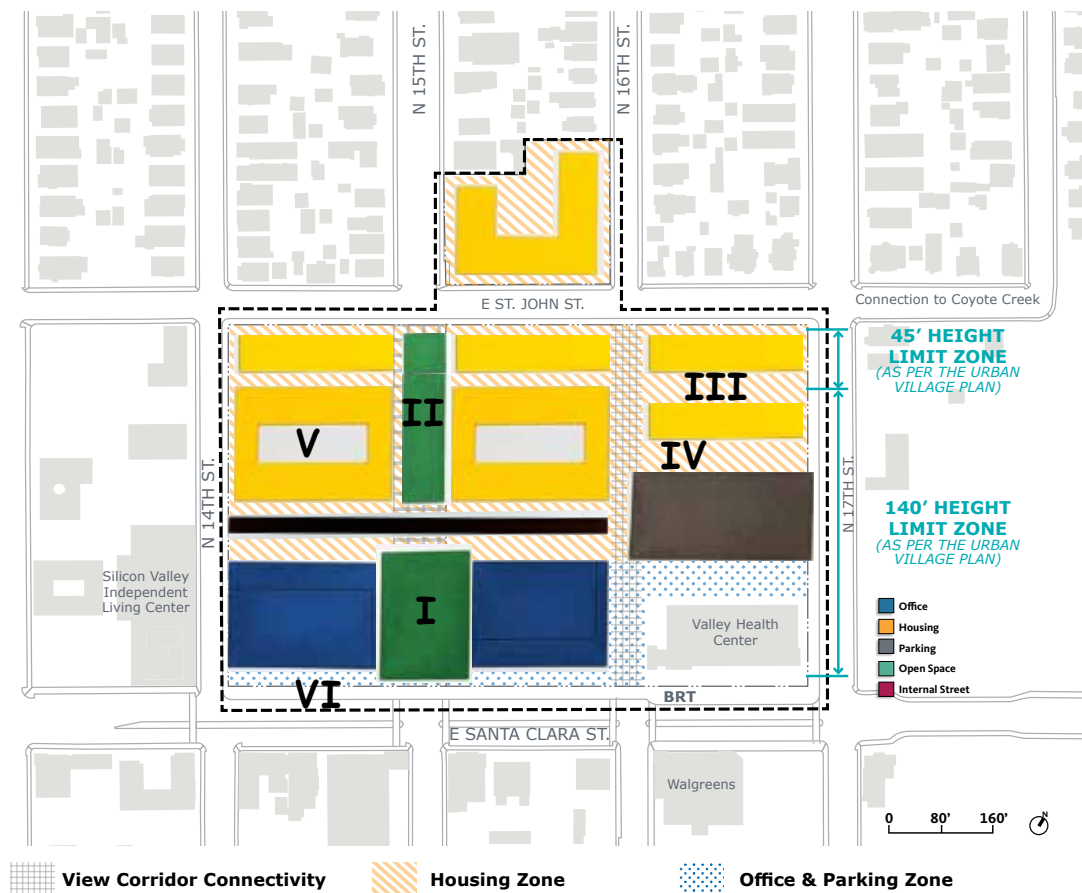 N 15TH ST.
N 16TH ST.
E ST. JOHN ST.
Connection to Coyote Creek
45’ HEIGHT
LIMIT ZONE
(AS PER THE URBAN
VILLAGE PLAN)
III
II
V
IV
N 14TH ST.
N 17TH ST.
140’ HEIGHT
LIMIT ZONE
(AS PER THE URBAN
VILLAGE PLAN)
Silicon Valley
Independent
Living Center
I
Valley Health
Center
Office
Housing
Parking
Open Space
Internal Street
VI
BRT
E SANTA CLARA ST.
Walgreens
0 80’ 160’
N
View Corridor Connectivity
Housing Zone
Office & Parking Zone